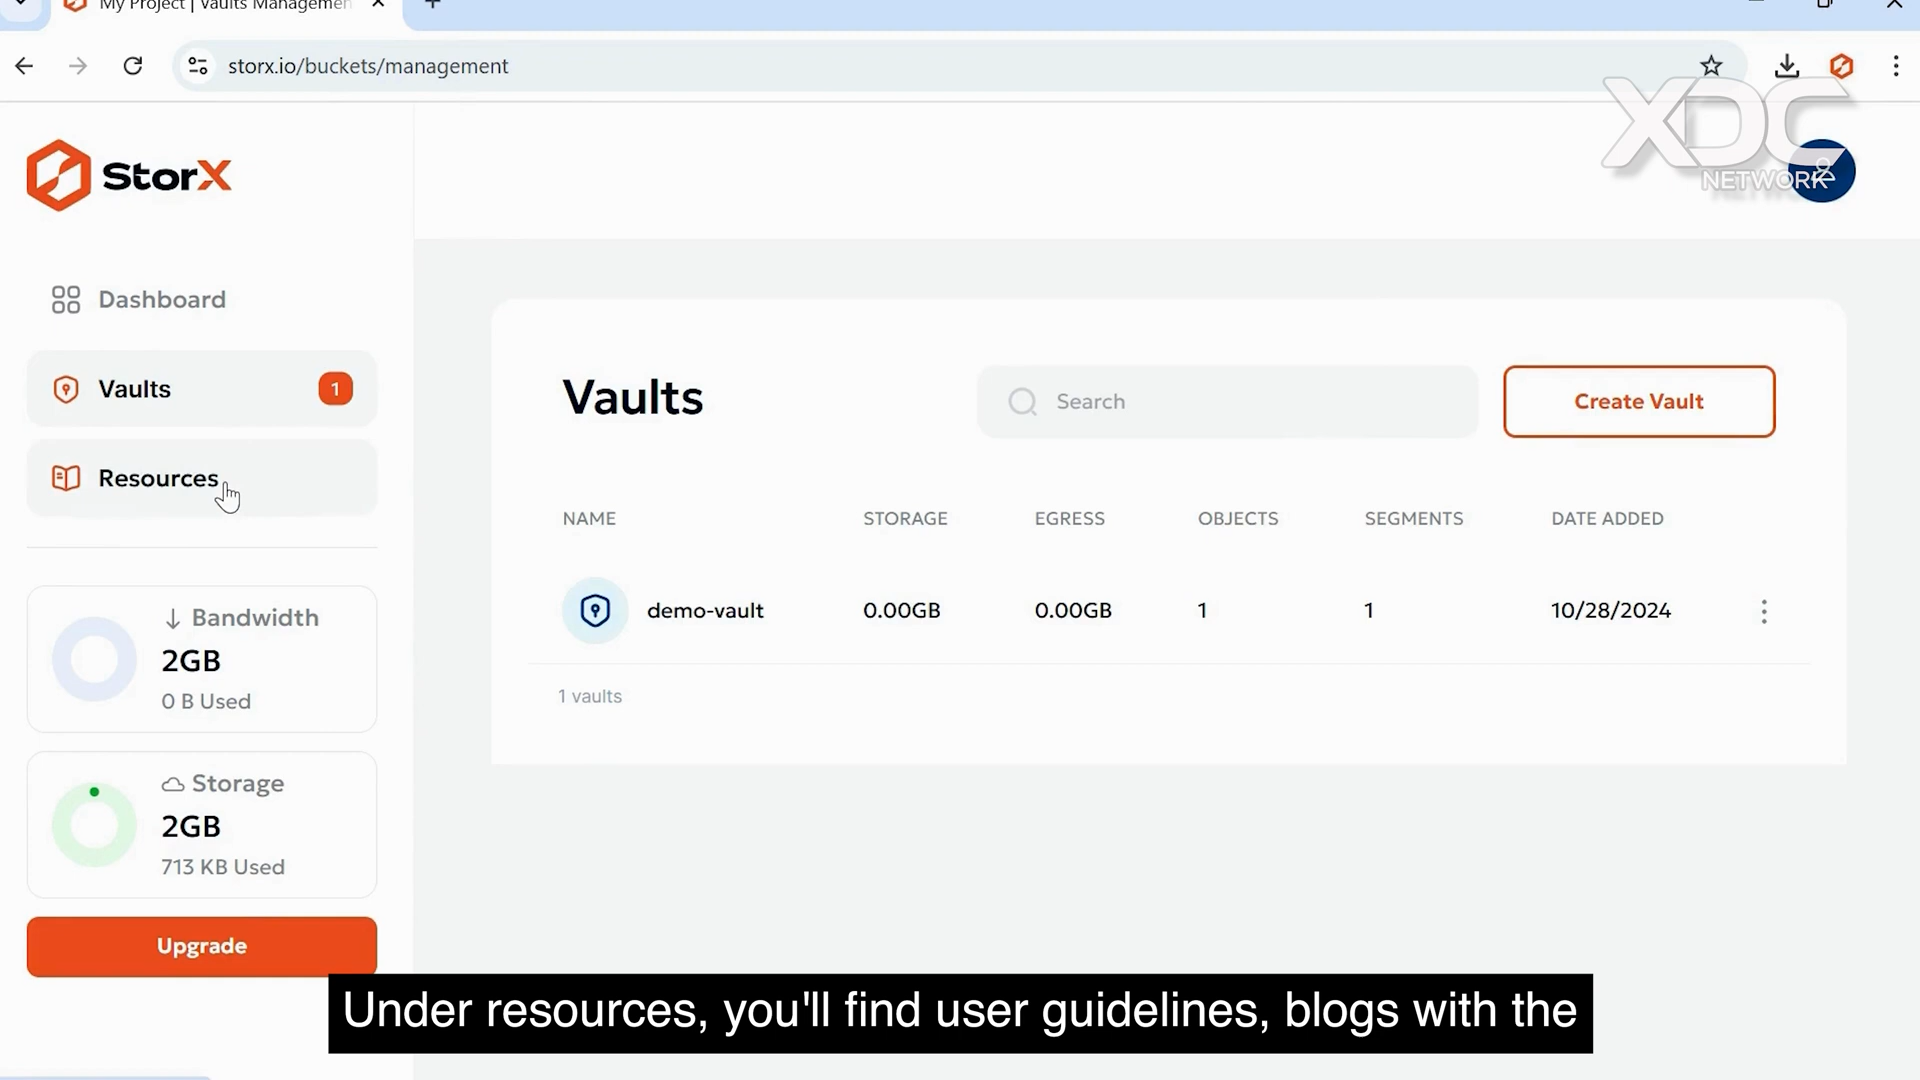 My Project | Vaults Managemen
storx.io/buckets/management
XDC
NETWORK
StorX
Dashboard
Vaults
1
Resources
Bandwidth
2GB
0 B Used
Storage
2GB
713 KB Used
Upgrade
Vaults
Search
Create Vault
NAME STORAGE EGRESS OBJECTS SEGMENTS DATE ADDED
demo-vault 0.00GB 0.00GB 1 1 10/28/2024
1 vaults
Under resources, you'll find user guidelines, blogs with the